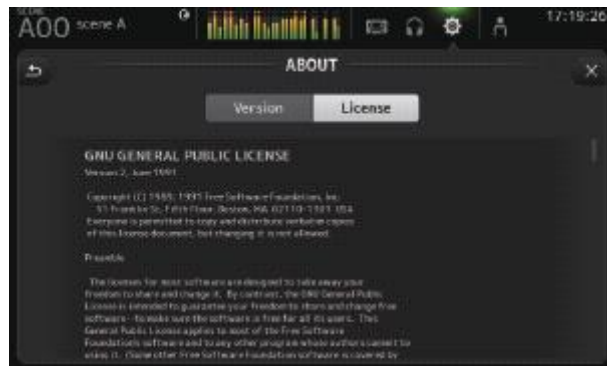 SCENE
A00 scene A
17:19:26
ABOUT
Version License
GNU GENERAL PUBLIC LICENSE
Version 2, June 1991
Copyright (C) 1989, 1991 Free Software Foundation, Inc.
51 Franklin St, Fifth Floor, Boston, MA 02110-1301 USA
Everyone is permitted to copy and distribute verbatim copies
of this license document, but changing it is not allowed.
Preamble
The licenses for most software are designed to take away your
freedom to share and change it. By contrast, the GNU General Public
License is intended to guarantee your freedom to share and change free
software--to make sure the software is free for all its users. This
General Public License applies to most of the Free Software
Foundation's software and to any other program whose authors commit to
using it. (Some other Free Software Foundation software is covered by